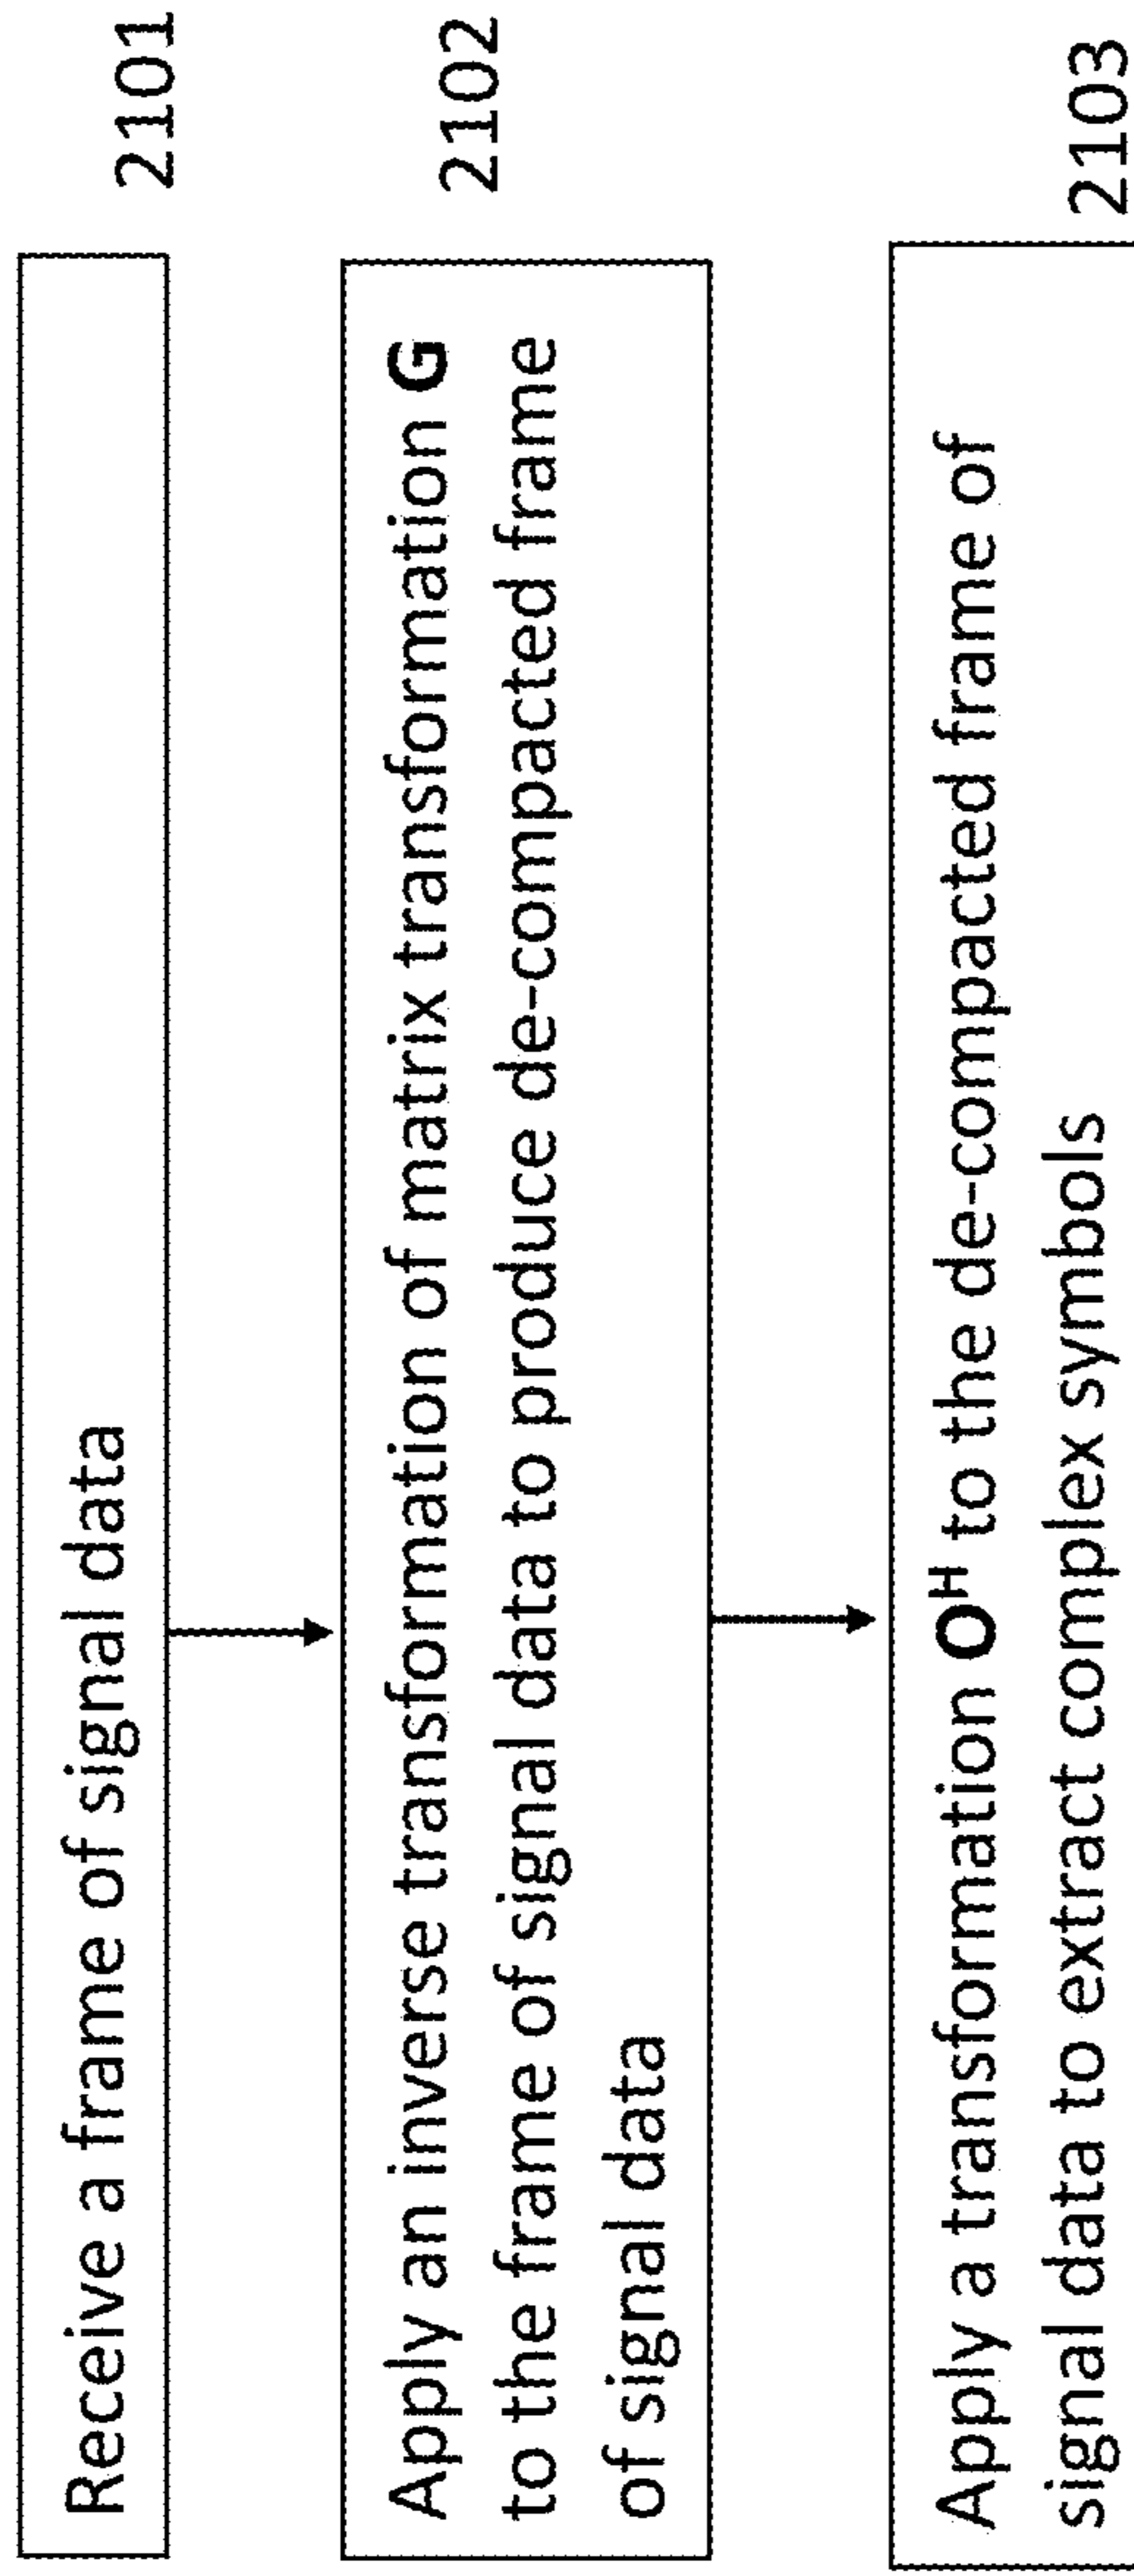 Receive a frame of signal data
2101
Apply an inverse transformation of matrix transformation G
to the frame of signal data to produce de-compacted frame
of signal data
2102
Apply a transformation Oᴴ to the de-compacted frame of
signal data to extract complex symbols
2103